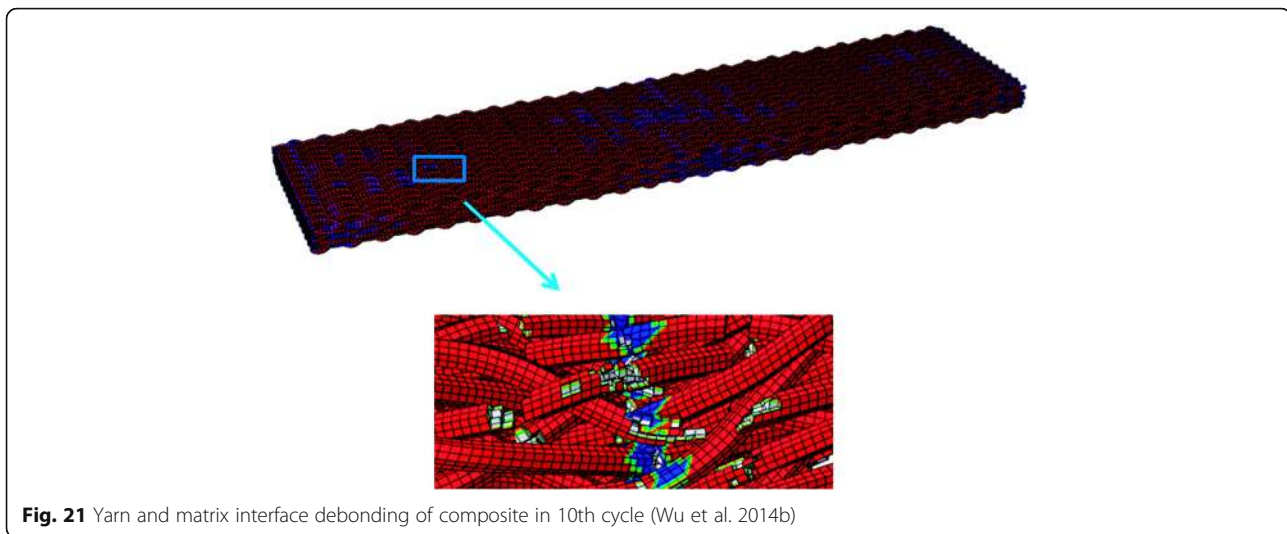 Fig. 21 Yarn and matrix interface debonding of composite in 10th cycle (Wu et al. 2014b)